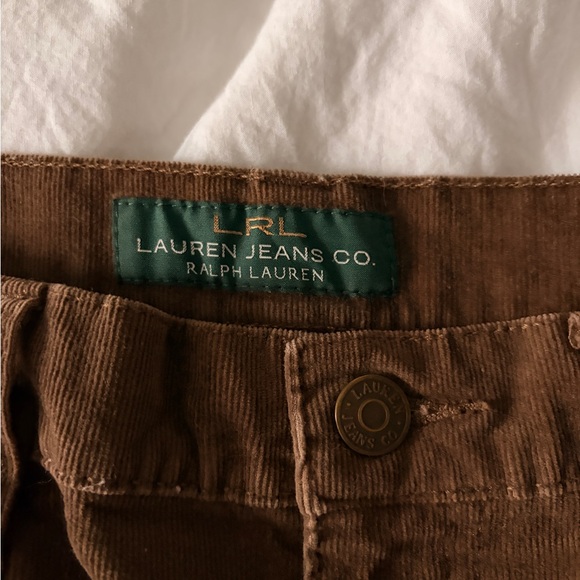 LRL
LAUREN JEANS CO.
RALPH LAUREN
LAUREN
JEANS CO